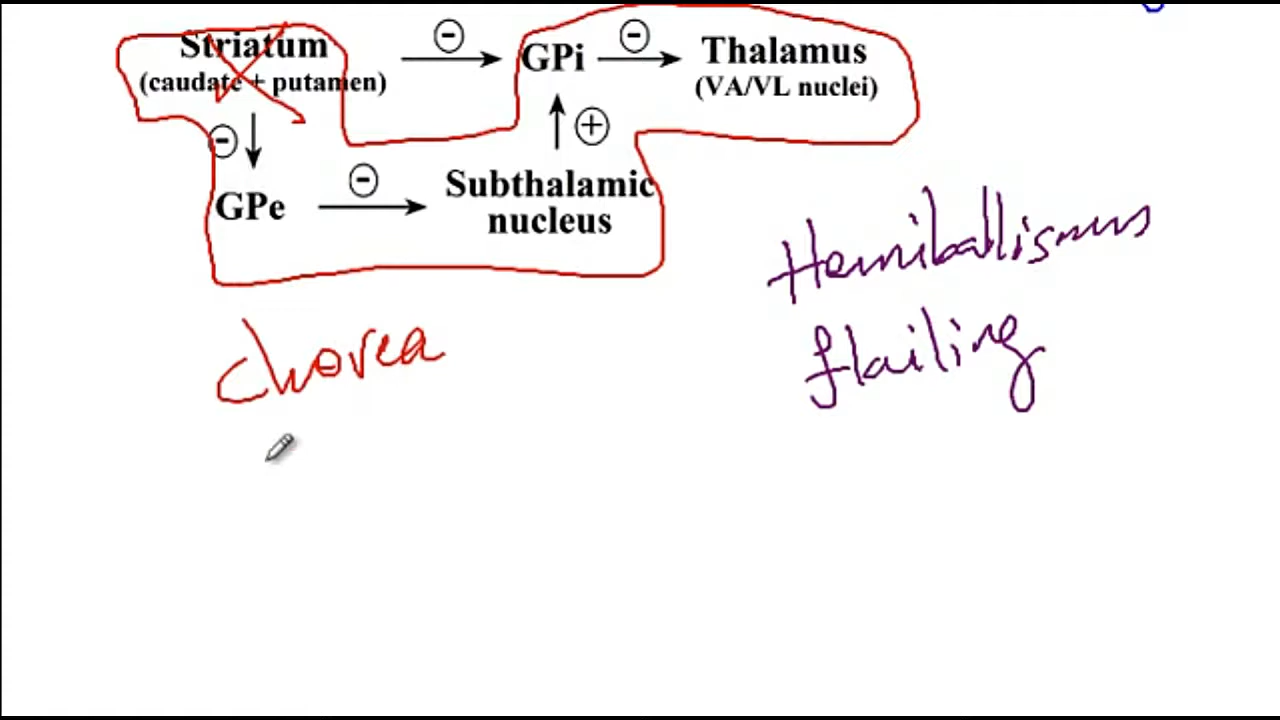 Striatum
(caudate + putamen)
GPi
Thalamus
(VA/VL nuclei)
GPe
Subthalamic
nucleus
chorea
Hemiballismus
flailing